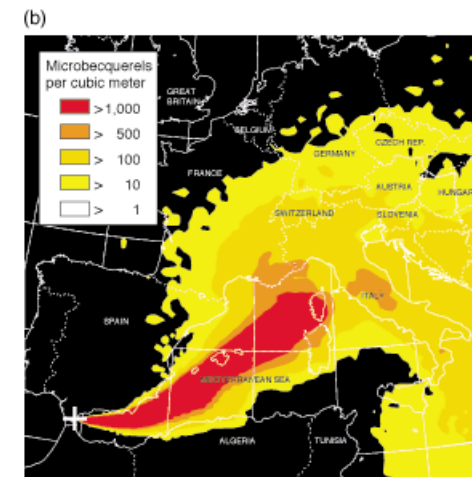 (b)
Microbecquerels
per cubic meter
>1,000
> 500
> 100
> 10
> 1
GREAT
BRITAIN
BELGIUM
GERMANY
CZECH REP.
FRANCE
AUSTRIA
HUNGAR
SWITZERLAND
SLOVENIA
ITALY
SPAIN
MEDITERRANEAN SEA
ALGERIA
TUNISIA